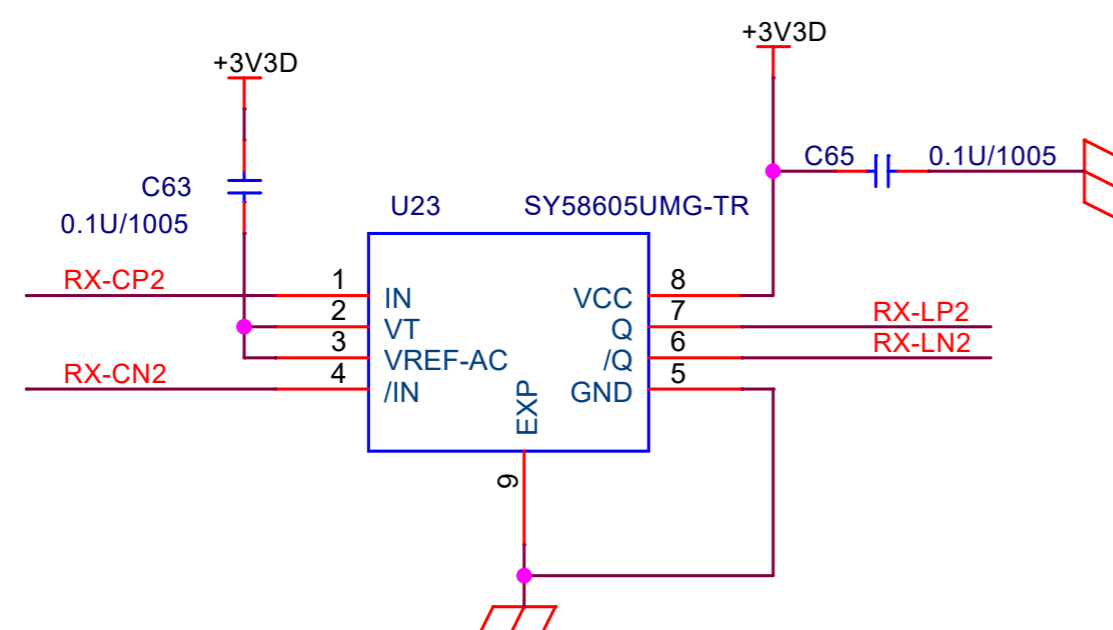 +3V3D
+3V3D
C63
0.1U/1005
C65
0.1U/1005
U23
SY58605UMG-TR
RX-CP2
RX-CN2
1
2
3
4
IN
VT
VREF-AC
/IN
EXP
9
VCC
Q
/Q
GND
8
7
6
5
RX-LP2
RX-LN2